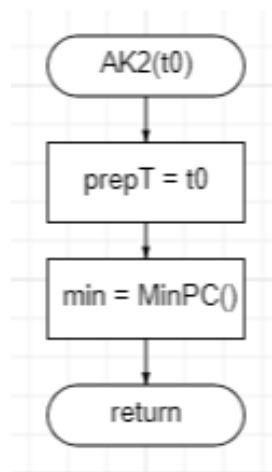 AK2(t0)
prepT = t0
min = MinPC()
return